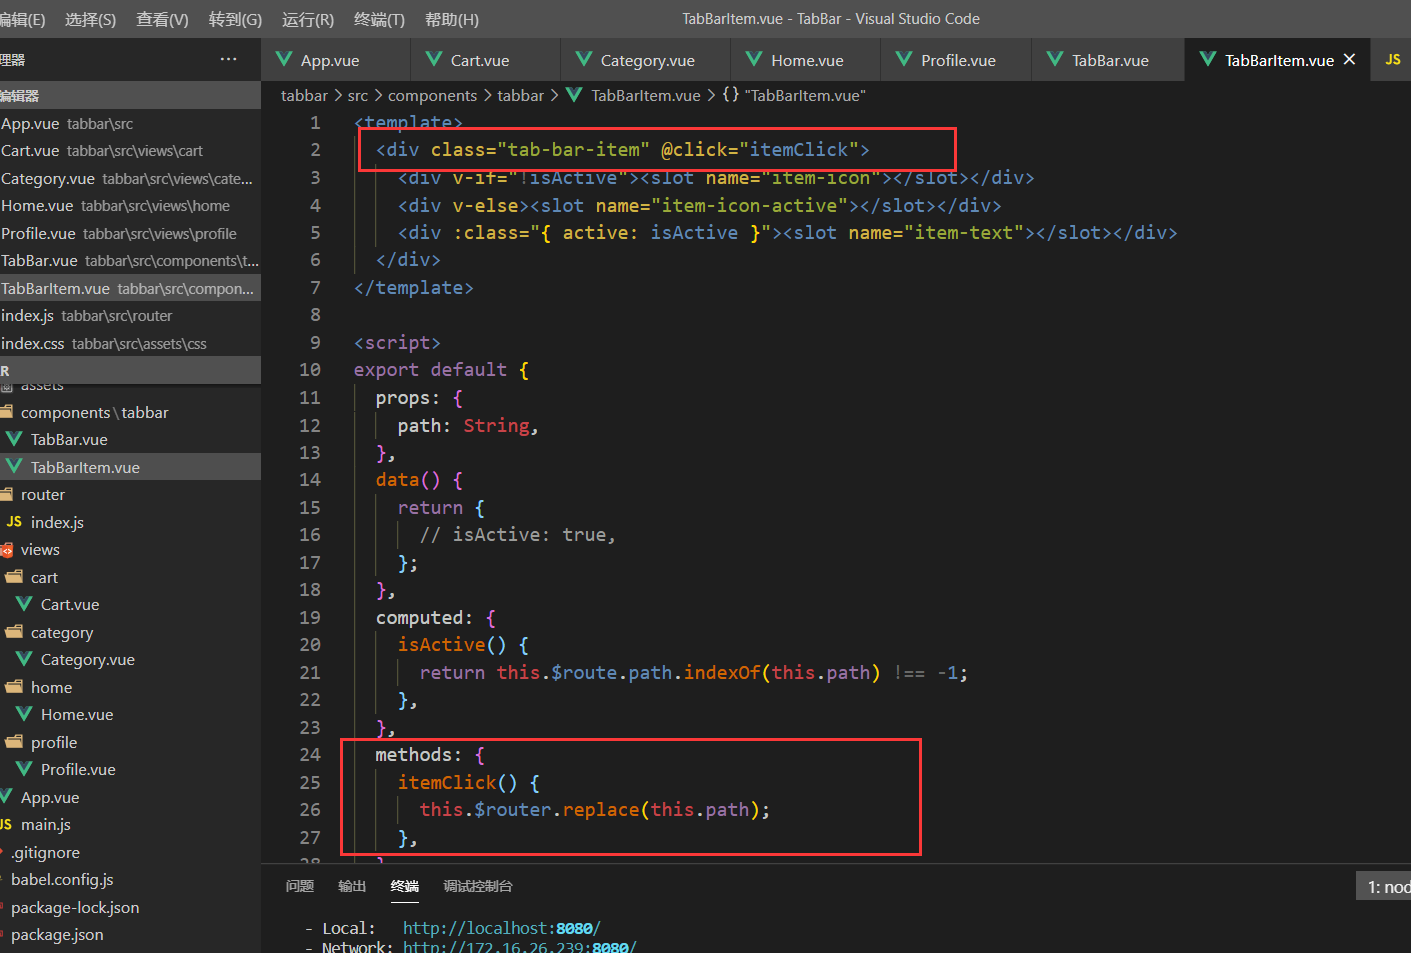 编辑(E) 选择(S) 查看(V) 转到(G) 运行(R) 终端(T) 帮助(H) TabBarItem.vue - TabBar - Visual Studio Code
理器 ···
App.vue Cart.vue Category.vue Home.vue Profile.vue TabBar.vue TabBarItem.vue JS
编辑器
App.vue tabbar\src
Cart.vue tabbar\src\views\cart
Category.vue tabbar\src\views\cate...
Home.vue tabbar\src\views\home
Profile.vue tabbar\src\views\profile
TabBar.vue tabbar\src\components\t...
TabBarItem.vue tabbar\src\compon...
index.js tabbar\src\router
index.css tabbar\src\assets\css
R
assets
components\tabbar
TabBar.vue
TabBarItem.vue
router
JS index.js
views
cart
Cart.vue
category
Category.vue
home
Home.vue
profile
Profile.vue
App.vue
JS main.js
.gitignore
babel.config.js
package-lock.json
package.json
tabbar > src > components > tabbar > TabBarItem.vue > {} "TabBarItem.vue"
1 <template>
2 <div class="tab-bar-item" @click="itemClick">
3 <div v-if="!isActive"><slot name="item-icon"></slot></div>
4 <div v-else><slot name="item-icon-active"></slot></div>
5 <div :class="{ active: isActive }"><slot name="item-text"></slot></div>
6 </div>
7 </template>
8
9 <script>
10 export default {
11 props: {
12 path: String,
13 },
14 data() {
15 return {
16 // isActive: true,
17 };
18 },
19 computed: {
20 isActive() {
21 return this.$route.path.indexOf(this.path) !== -1;
22 },
23 },
24 methods: {
25 itemClick() {
26 this.$router.replace(this.path);
27 },
28 }
问题 输出 终端 调试控制台 1: nod
- Local: http://localhost:8080/
- Network: http://172.16.26.239:8080/